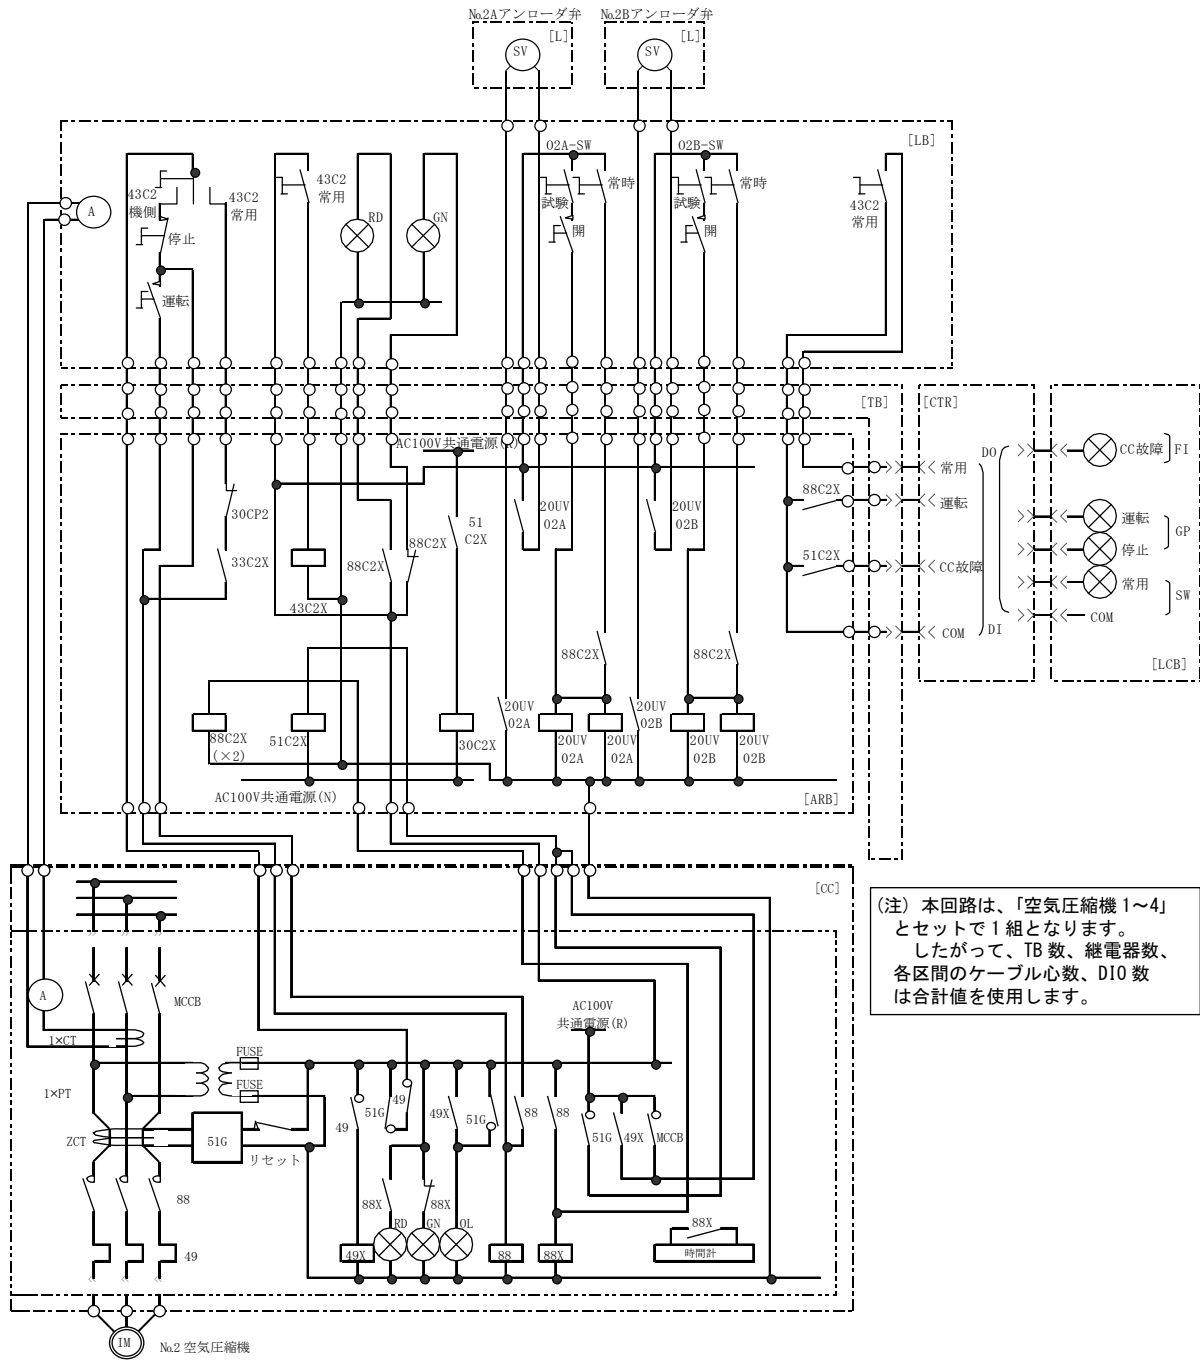 №2Aアンローダ弁
№2Bアンローダ弁
[L]
[L]
SV
SV
[LB]
02A-SW
02B-SW
43C2
機側
43C2
常用
43C2
常用
RD
GN
試験
常時
試験
常時
43C2
常用
A
停止
開
開
運転
[TB]
[CTR]
AC100V共通電源(R)
DO
CC故障
FI
常用
88C2X
運転
30CP2
51
C2X
20UV
02A
20UV
02B
運転
GP
停止
33C2X
88C2X
88C2X
51C2X
CC故障
常用
SW
43C2X
COM
DI
COM
88C2X
88C2X
[LCB]
20UV
02A
20UV
02B
88C2X
(×2)
51C2X
30C2X
20UV
02A
20UV
02A
20UV
02B
20UV
02B
AC100V共通電源(N)
[ARB]
[CC]
(注) 本回路は、「空気圧縮機1～4」
とセットで1組となります。
したがって、TB数、継電器数、
各区間のケーブル心数、DIO数
は合計値を使用します。
A
MCCB
AC100V
共通電源(R)
1×CT
FUSE
FUSE
1×PT
49
51G
49
49X
51G
88
88
51G
49X
MCCB
ZCT
51G
リセット
88
88X
88X
RD
GN
OL
88X
49
49X
88
88X
時間計
IM
№2 空気圧縮機